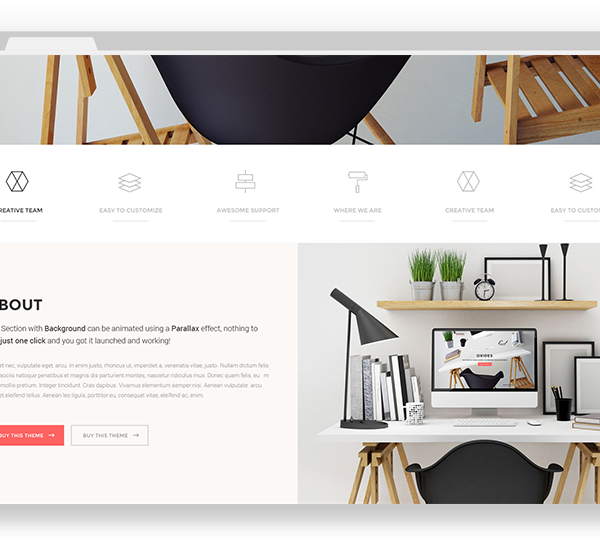 REATIVE TEAM
EASY TO CUSTOMIZE
AWESOME SUPPORT
WHERE WE ARE
CREATIVE TEAM
EASY TO CUSTO
BOUT
Section with Background can be animated using a Parallax effect, nothing to
just one click and you got it launched and working!
et nec, vulputate eget, arcu. In enim justo, rhoncus ut, imperdiet a, venenatis vitae, justo. Nullam dictum felis
sociis natoque penatibus et magnis dis parturient montes, nascetur ridiculus mus. Donec quam felis, eu m
mollis pretium. Integer tincidunt. Cras dapibus. Vivamus elementum semper nisi. Aenean vulputate arcu
et eleifend tellus. Aenean leo ligula, porttitor eu, consequat vitae, eleifend ac, enim.
BUY THIS THEME
BUY THIS THEME